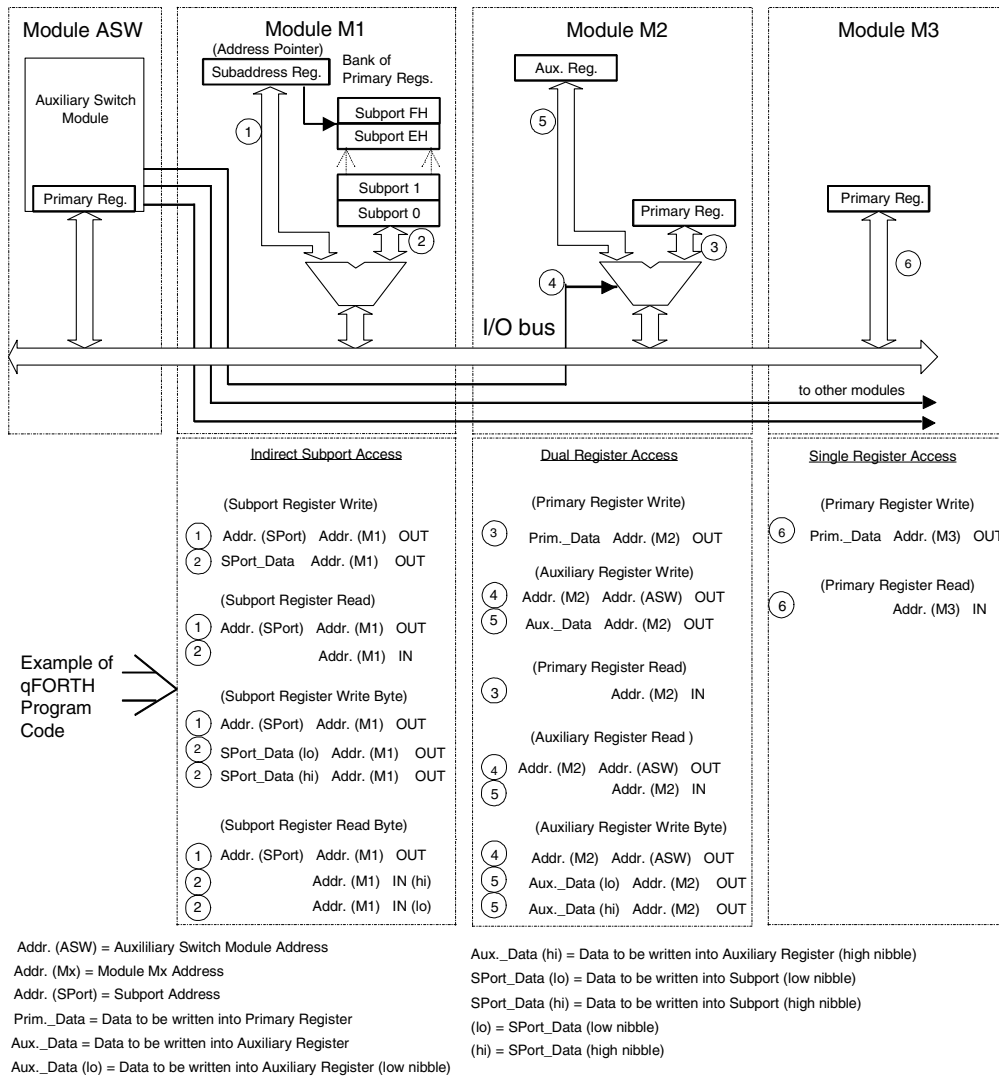 Module ASW
Module M1
Module M2
Module M3
Auxiliary Switch
Module
Primary Reg.
(Address Pointer)
Subaddress Reg.
Bank of
Primary Regs.
Subport FH
Subport EH
Subport 1
Subport 0
1
2
Aux. Reg.
5
Primary Reg.
3
4
Primary Reg.
6
I/O bus
to other modules
Example of
qFORTH
Program
Code
Indirect Subport Access
(Subport Register Write)
1 Addr. (SPort) Addr. (M1) OUT
2 SPort_Data Addr. (M1) OUT
(Subport Register Read)
1 Addr. (SPort) Addr. (M1) OUT
2 Addr. (M1) IN
(Subport Register Write Byte)
1 Addr. (SPort) Addr. (M1) OUT
2 SPort_Data (lo) Addr. (M1) OUT
2 SPort_Data (hi) Addr. (M1) OUT
(Subport Register Read Byte)
1 Addr. (SPort) Addr. (M1) OUT
2 Addr. (M1) IN (hi)
2 Addr. (M1) IN (lo)
Dual Register Access
(Primary Register Write)
3 Prim._Data Addr. (M2) OUT
(Auxiliary Register Write)
4 Addr. (M2) Addr. (ASW) OUT
5 Aux._Data Addr. (M2) OUT
(Primary Register Read)
3 Addr. (M2) IN
(Auxiliary Register Read )
4 Addr. (M2) Addr. (ASW) OUT
5 Addr. (M2) IN
(Auxiliary Register Write Byte)
4 Addr. (M2) Addr. (ASW) OUT
5 Aux._Data (lo) Addr. (M2) OUT
5 Aux._Data (hi) Addr. (M2) OUT
Single Register Access
(Primary Register Write)
6 Prim._Data Addr. (M3) OUT
(Primary Register Read)
6 Addr. (M3) IN
Addr. (ASW) = Auxililiary Switch Module Address
Addr. (Mx) = Module Mx Address
Addr. (SPort) = Subport Address
Prim._Data = Data to be written into Primary Register
Aux._Data = Data to be written into Auxiliary Register
Aux._Data (lo) = Data to be written into Auxiliary Register (low nibble)
Aux._Data (hi) = Data to be written into Auxiliary Register (high nibble)
SPort_Data (lo) = Data to be written into Subport (low nibble)
SPort_Data (hi) = Data to be written into Subport (high nibble)
(lo) = SPort_Data (low nibble)
(hi) = SPort_Data (high nibble)